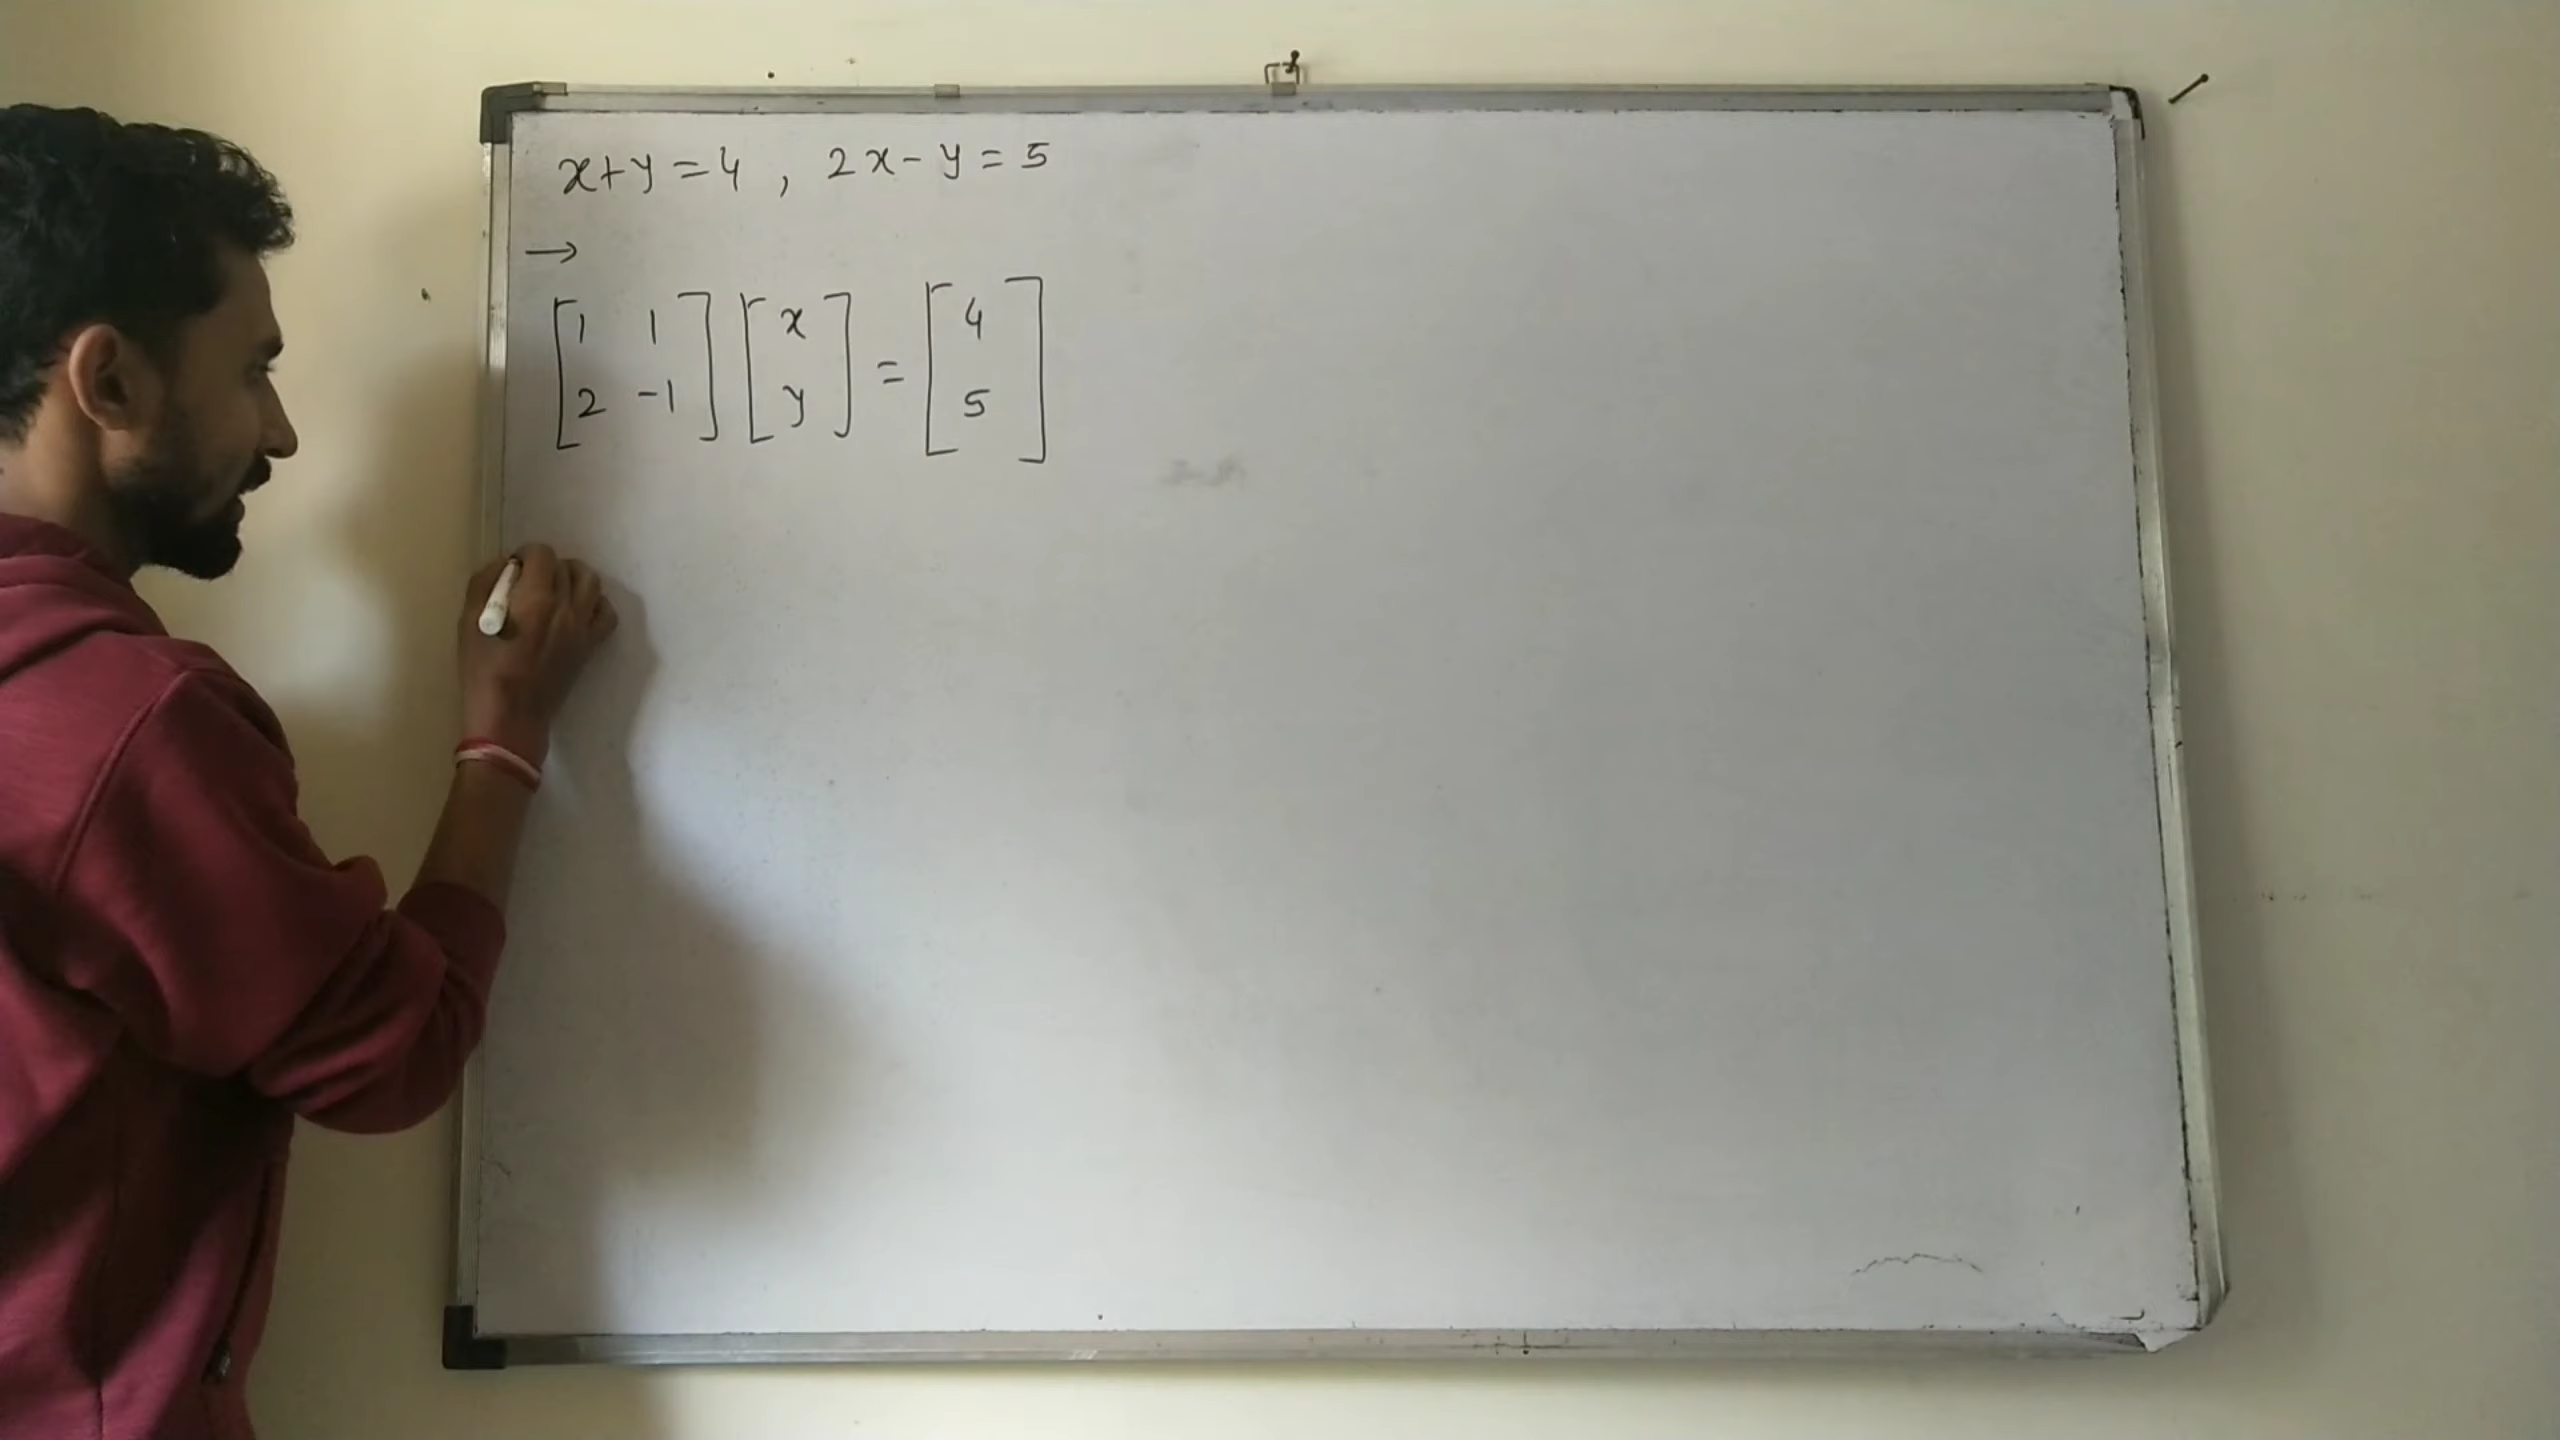 x+y=4 , 2x-y=5
→
[1 1] [x] = [4]
[2 -1] [y] [5]